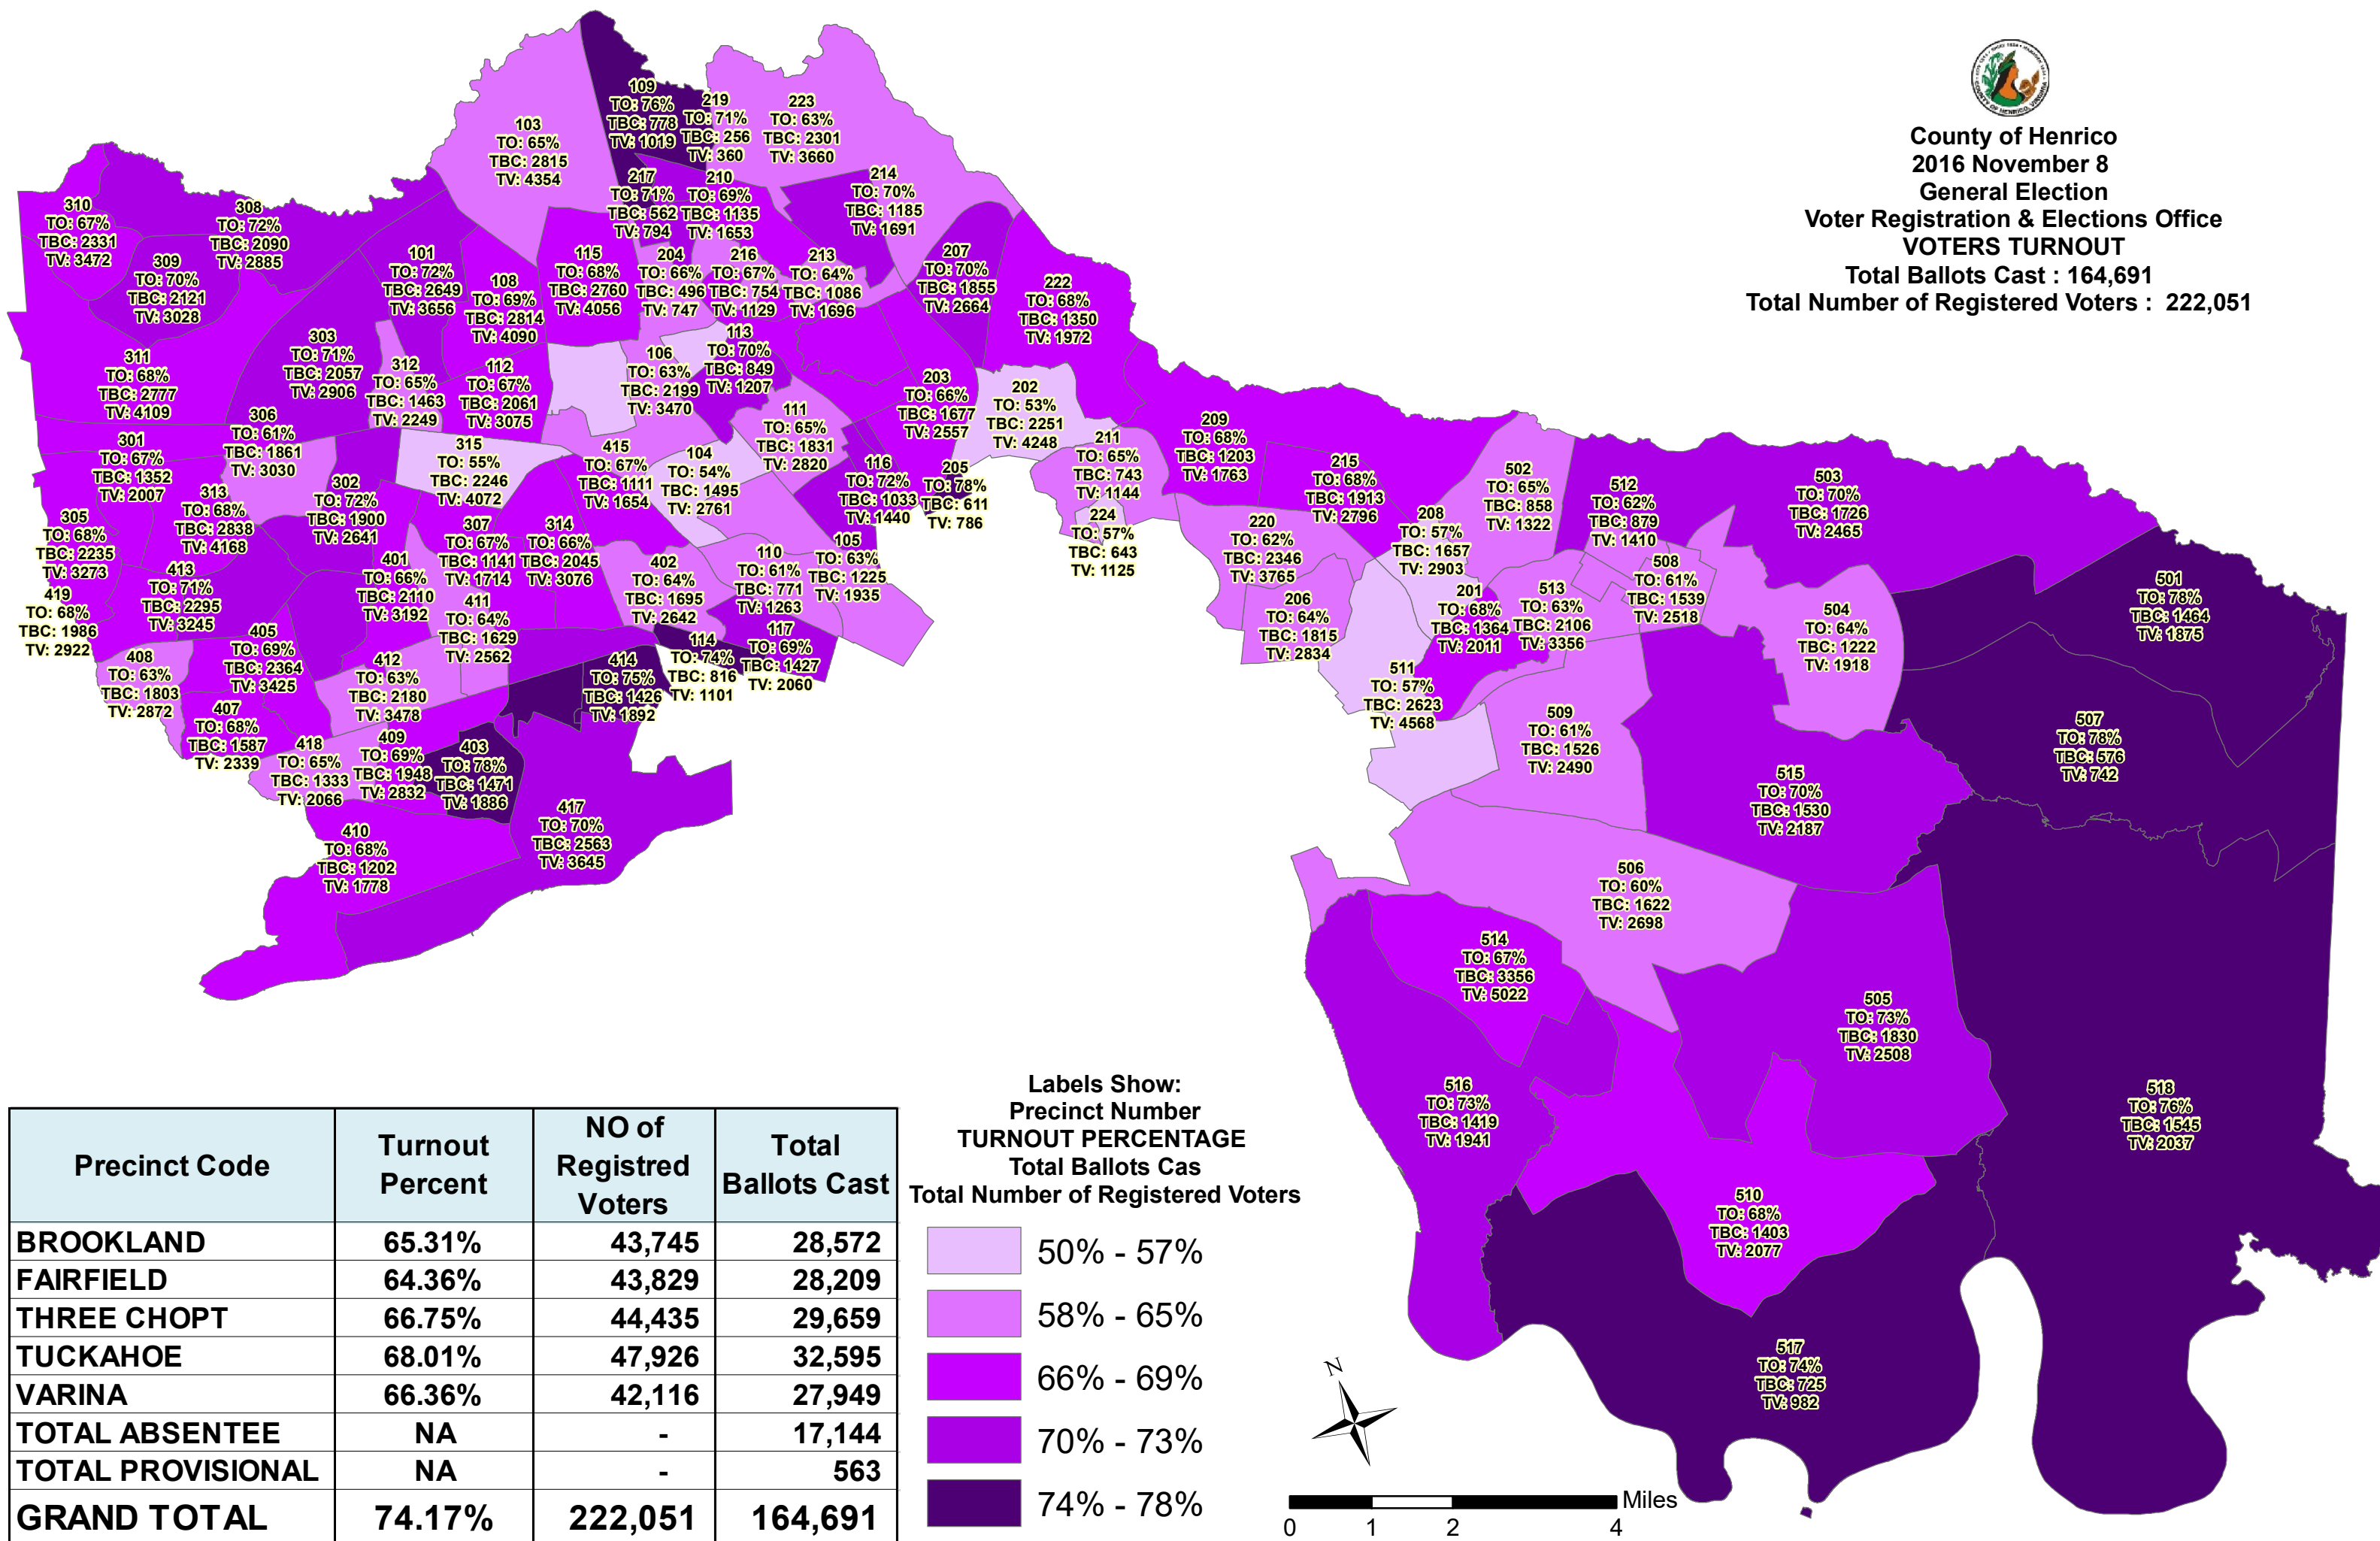 County of Henrico
2016 November 8
General Election
Voter Registration & Elections Office
VOTERS TURNOUT
Total Ballots Cast : 164,691
Total Number of Registered Voters :  222,051
109
TO: 76%
TBC: 778
TV: 1019
219
TO: 71%
TBC: 256
TV: 360
223
TO: 63%
TBC: 2301
TV: 3660
103
TO: 65%
TBC: 2815
TV: 4354
217
TO: 71%
TBC: 562
TV: 794
210
TO: 69%
TBC: 1135
TV: 1653
214
TO: 70%
TBC: 1185
TV: 1691
310
TO: 67%
TBC: 2331
TV: 3472
308
TO: 72%
TBC: 2090
TV: 2885
309
TO: 70%
TBC: 2121
TV: 3028
101
TO: 72%
TBC: 2649
TV: 3656
108
TO: 69%
TBC: 2814
TV: 4090
115
TO: 68%
TBC: 2760
TV: 4056
204
TO: 66%
TBC: 496
TV: 747
216
TO: 67%
TBC: 754
TV: 1129
213
TO: 64%
TBC: 1086
TV: 1696
207
TO: 70%
TBC: 1855
TV: 2664
222
TO: 68%
TBC: 1350
TV: 1972
311
TO: 68%
TBC: 2777
TV: 4109
303
TO: 71%
TBC: 2057
TV: 2906
312
TO: 65%
TBC: 1463
TV: 2249
112
TO: 67%
TBC: 2061
TV: 3075
106
TO: 63%
TBC: 2199
TV: 3470
113
TO: 70%
TBC: 849
TV: 1207
203
TO: 66%
TBC: 1677
TV: 2557
202
TO: 53%
TBC: 2251
TV: 4248
306
TO: 61%
TBC: 1861
TV: 3030
111
TO: 65%
TBC: 1831
TV: 2820
209
TO: 68%
TBC: 1203
TV: 1763
301
TO: 67%
TBC: 1352
TV: 2007
315
TO: 55%
TBC: 2246
TV: 4072
415
TO: 67%
TBC: 1111
TV: 1654
104
TO: 54%
TBC: 1495
TV: 2761
116
TO: 72%
TBC: 1033
TV: 1440
205
TO: 78%
TBC: 611
TV: 786
211
TO: 65%
TBC: 743
TV: 1144
215
TO: 68%
TBC: 1913
TV: 2796
502
TO: 65%
TBC: 858
TV: 1322
512
TO: 62%
TBC: 879
TV: 1410
503
TO: 70%
TBC: 1726
TV: 2465
313
TO: 68%
TBC: 2838
TV: 4168
302
TO: 72%
TBC: 1900
TV: 2641
305
TO: 68%
TBC: 2235
TV: 3273
307
TO: 67%
TBC: 1141
TV: 1714
314
TO: 66%
TBC: 2045
TV: 3076
224
TO: 57%
TBC: 643
TV: 1125
220
TO: 62%
TBC: 2346
TV: 3765
208
TO: 57%
TBC: 1657
TV: 2903
413
TO: 71%
TBC: 2295
TV: 3245
401
TO: 66%
TBC: 2110
TV: 3192
402
TO: 64%
TBC: 1695
TV: 2642
110
TO: 61%
TBC: 771
TV: 1263
105
TO: 63%
TBC: 1225
TV: 1935
508
TO: 61%
TBC: 1539
TV: 2518
501
TO: 78%
TBC: 1464
TV: 1875
419
TO: 68%
TBC: 1986
TV: 2922
411
TO: 64%
TBC: 1629
TV: 2562
206
TO: 64%
TBC: 1815
TV: 2834
201
TO: 68%
TBC: 1364
TV: 2011
513
TO: 63%
TBC: 2106
TV: 3356
504
TO: 64%
TBC: 1222
TV: 1918
408
TO: 63%
TBC: 1803
TV: 2872
405
TO: 69%
TBC: 2364
TV: 3425
412
TO: 63%
TBC: 2180
TV: 3478
414
TO: 75%
TBC: 1426
TV: 1892
114
TO: 74%
TBC: 816
TV: 1101
117
TO: 69%
TBC: 1427
TV: 2060
511
TO: 57%
TBC: 2623
TV: 4568
407
TO: 68%
TBC: 1587
TV: 2339
418
TO: 65%
TBC: 1333
TV: 2066
409
TO: 69%
TBC: 1948
TV: 2832
403
TO: 78%
TBC: 1471
TV: 1886
509
TO: 61%
TBC: 1526
TV: 2490
507
TO: 78%
TBC: 576
TV: 742
515
TO: 70%
TBC: 1530
TV: 2187
417
TO: 70%
TBC: 2563
TV: 3645
410
TO: 68%
TBC: 1202
TV: 1778
506
TO: 60%
TBC: 1622
TV: 2698
514
TO: 67%
TBC: 3356
TV: 5022
505
TO: 73%
TBC: 1830
TV: 2508
516
TO: 73%
TBC: 1419
TV: 1941
518
TO: 76%
TBC: 1545
TV: 2037
510
TO: 68%
TBC: 1403
TV: 2077
517
TO: 74%
TBC: 725
TV: 982
Precinct Code Turnout Percent NO of Registred Voters Total Ballots Cast
BROOKLAND 65.31% 43,745 28,572
FAIRFIELD 64.36% 43,829 28,209
THREE CHOPT 66.75% 44,435 29,659
TUCKAHOE 68.01% 47,926 32,595
VARINA 66.36% 42,116 27,949
TOTAL ABSENTEE NA - 17,144
TOTAL PROVISIONAL NA - 563
GRAND TOTAL 74.17% 222,051 164,691
Labels Show:
Precinct Number
TURNOUT PERCENTAGE
Total Ballots Cas
Total Number of Registered Voters
50% - 57%
58% - 65%
66% - 69%
70% - 73%
74% - 78%
N
Miles
0 1 2 4